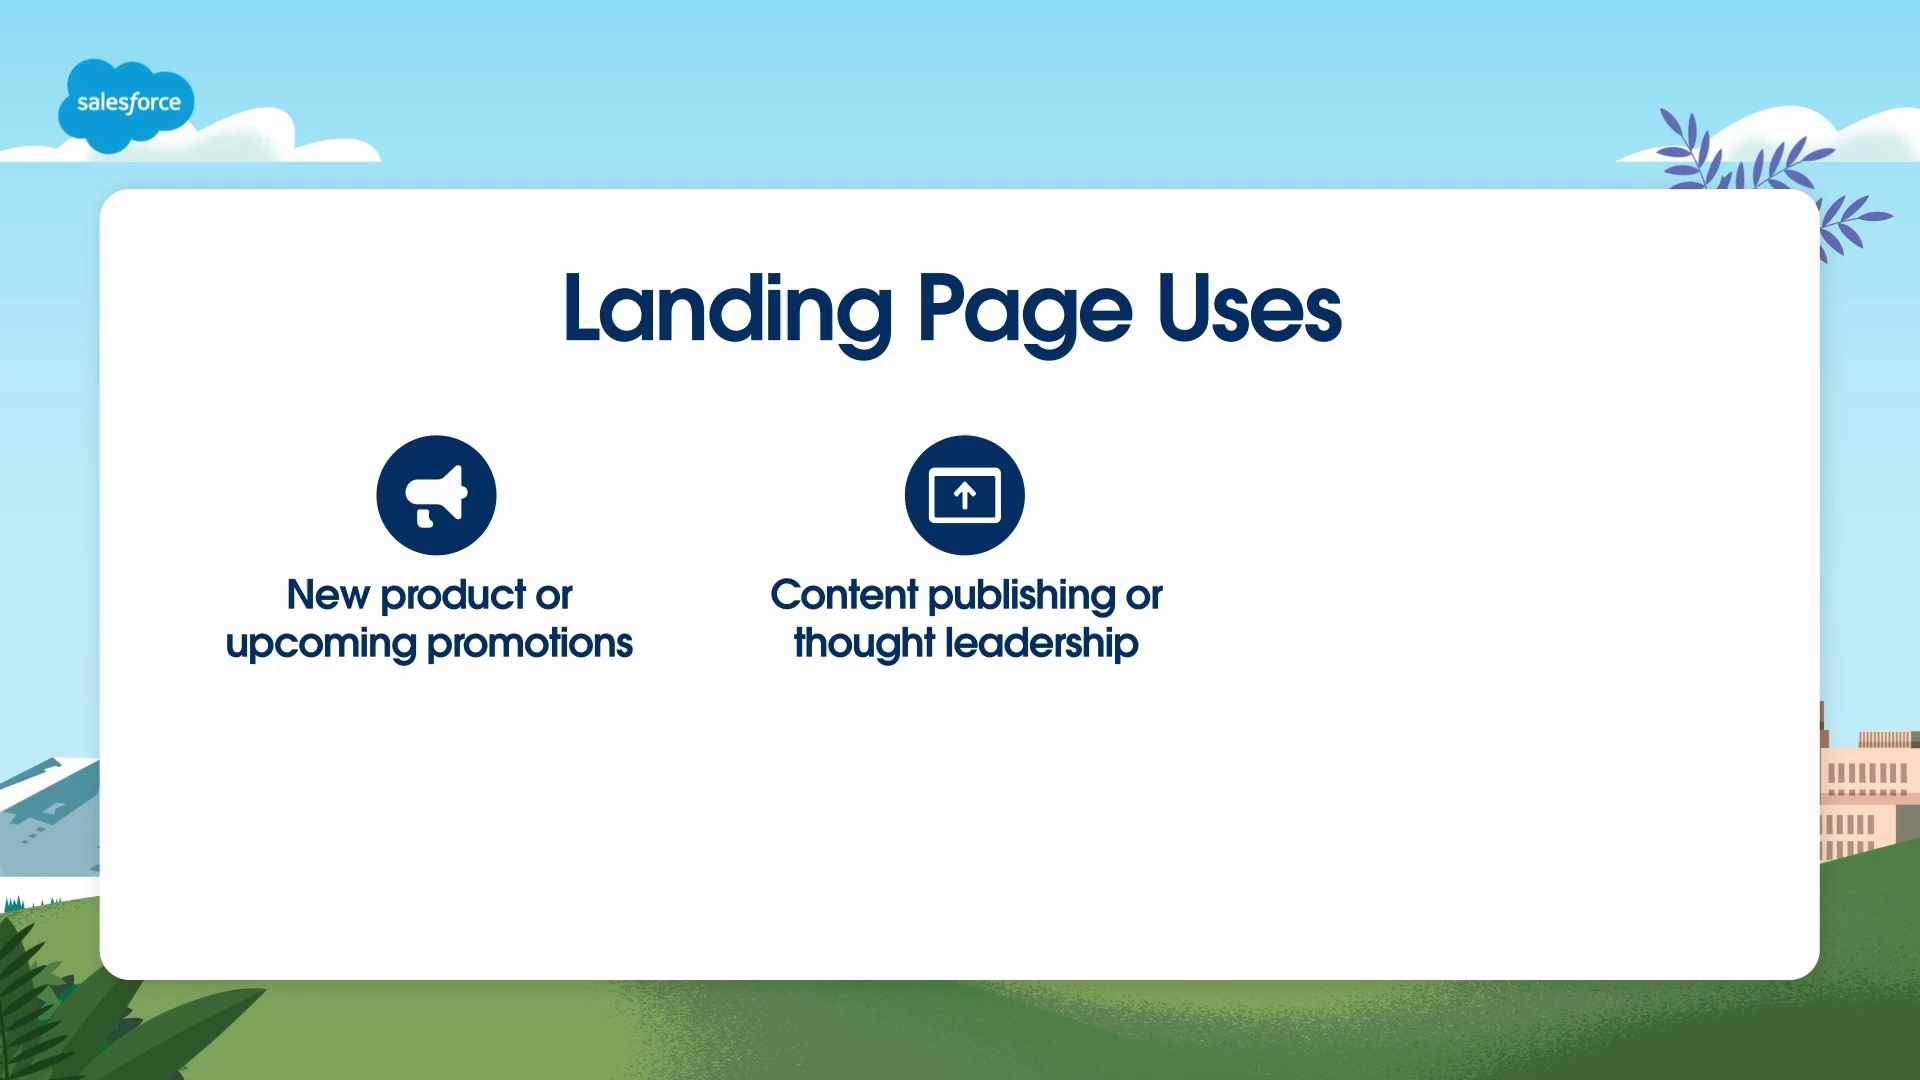 salesforce
Landing Page Uses
New product or
upcoming promotions
Content publishing or
thought leadership